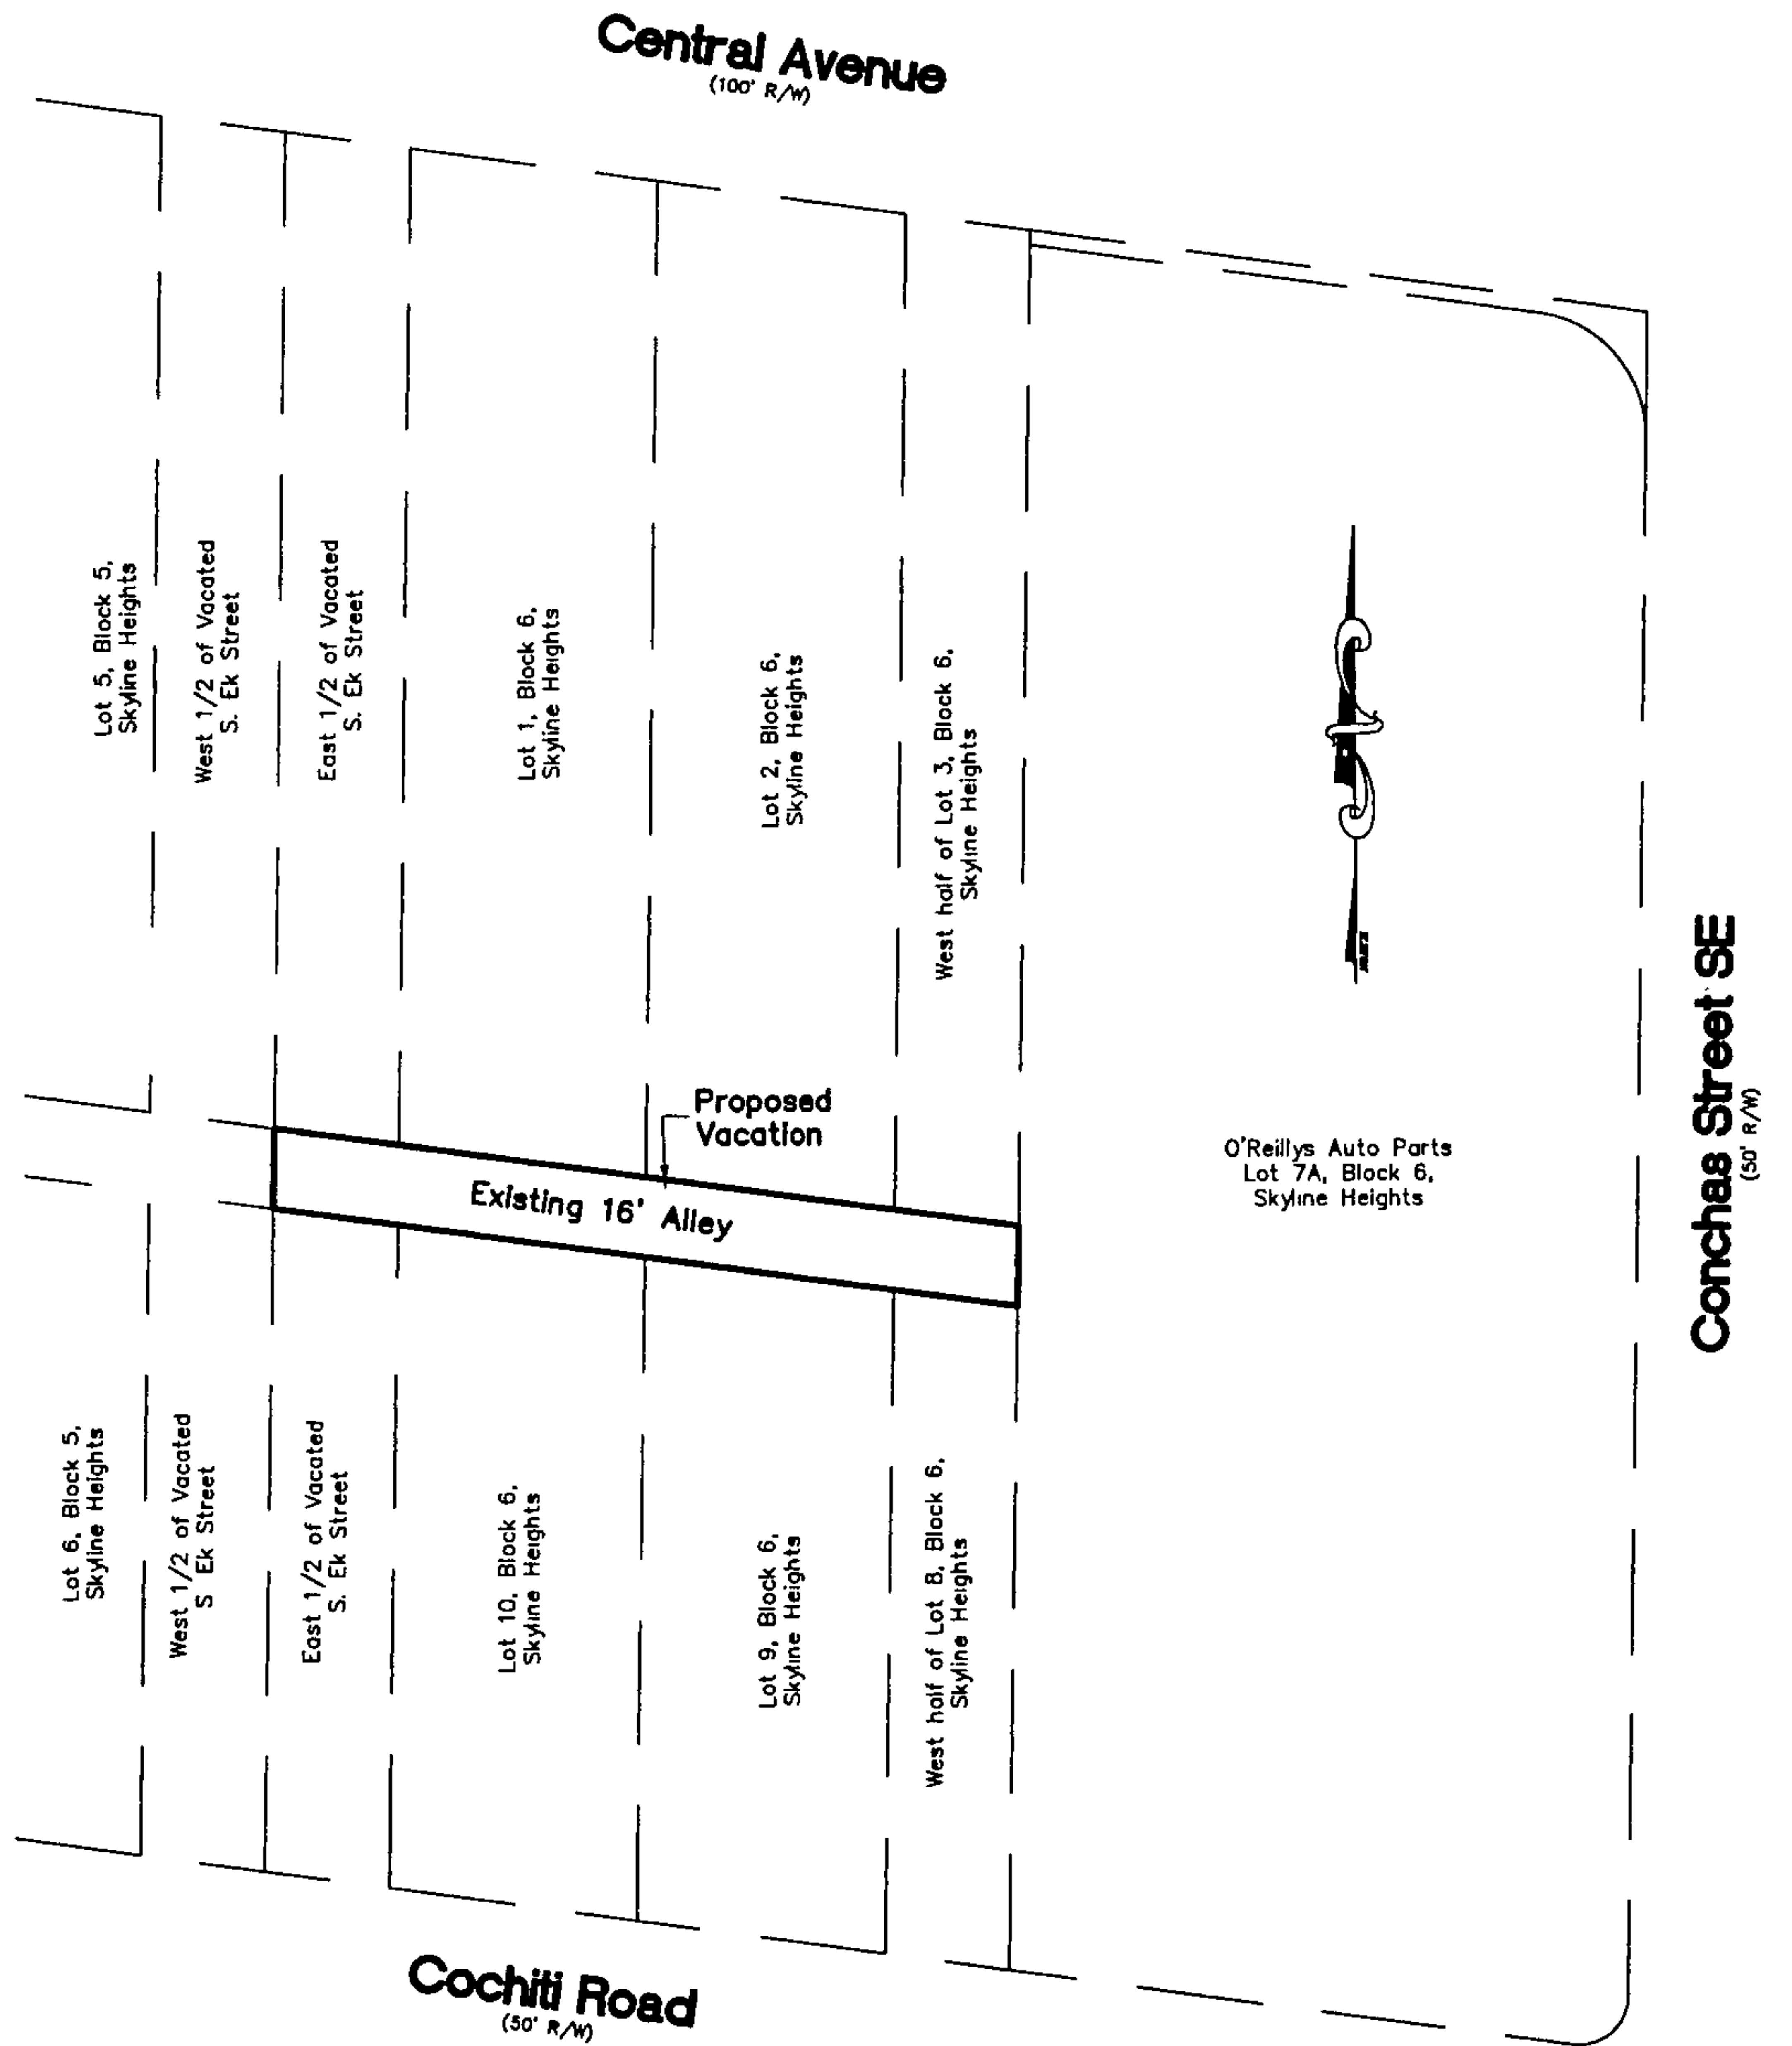 Central Avenue
(100' R/W)
Lot 5, Block 5,
Skyline Heights
West 1/2 of Vacated
S. Ek Street
East 1/2 of Vacated
S. Ek Street
Lot 1, Block 6,
Skyline Heights
Lot 2, Block 6,
Skyline Heights
West half of Lot 3, Block 6,
Skyline Heights
Conchas Street SE
(50' R/W)
Proposed
Vacation
Existing 16' Alley
O'Reillys Auto Parts
Lot 7A, Block 6,
Skyline Heights
Lot 6, Block 5,
Skyline Heights
West 1/2 of Vacated
S Ek Street
East 1/2 of Vacated
S. Ek Street
Lot 10, Block 6,
Skyline Heights
Lot 9, Block 6,
Skyline Heights
West half of Lot 8, Block 6,
Skyline Heights
Cochiti Road
(50' R/W)